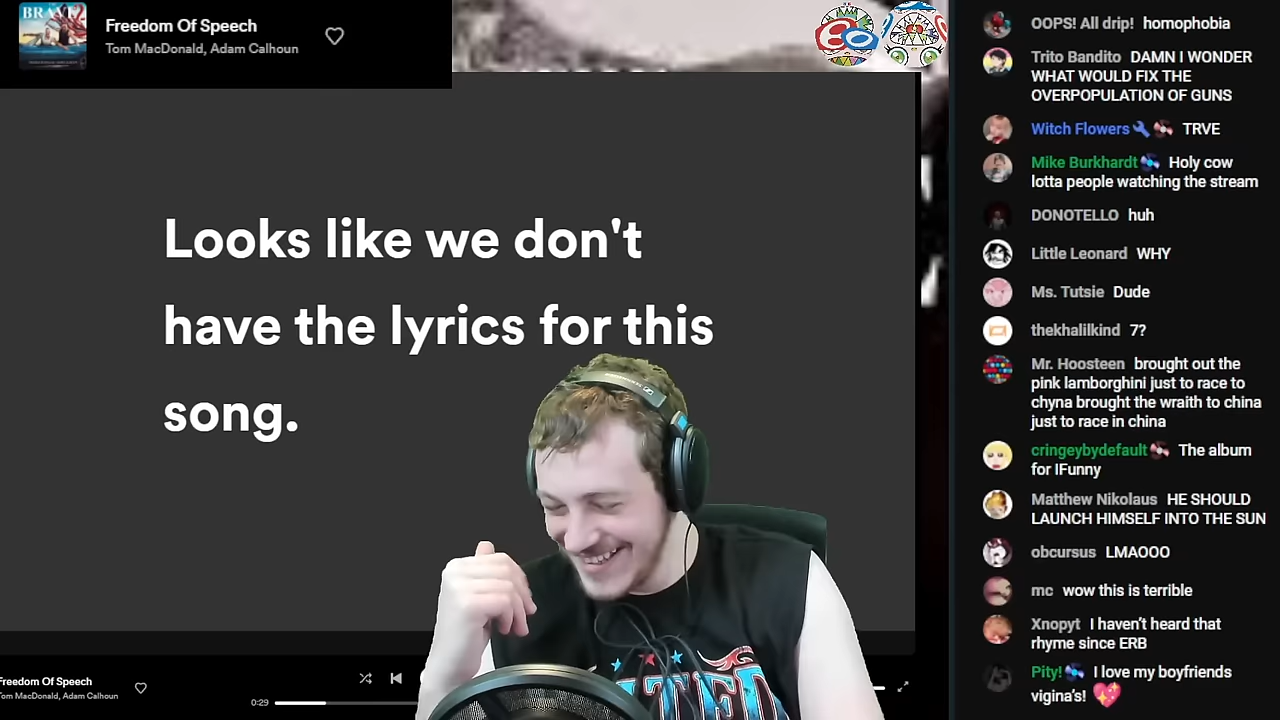 BRAVE
Freedom Of Speech
Tom MacDonald, Adam Calhoun
Looks like we don't
have the lyrics for this
song.
Freedom Of Speech
Tom MacDonald, Adam Calhoun
0:29
OOPS! All drip! homophobia
Trito Bandito DAMN I WONDER
WHAT WOULD FIX THE
OVERPOPULATION OF GUNS
Witch Flowers TRVE
Mike Burkhardt Holy cow
lotta people watching the stream
DONOTELLO huh
Little Leonard WHY
Ms. Tutsie Dude
thekhalilkind 7?
Mr. Hoosteen brought out the
pink lamborghini just to race to
chyna brought the wraith to china
just to race in china
cringeybydefault The album
for IFunny
Matthew Nikolaus HE SHOULD
LAUNCH HIMSELF INTO THE SUN
obcursus LMAOOO
mc wow this is terrible
Xnopyt I haven't heard that
rhyme since ERB
Pity! I love my boyfriends
vigina's!